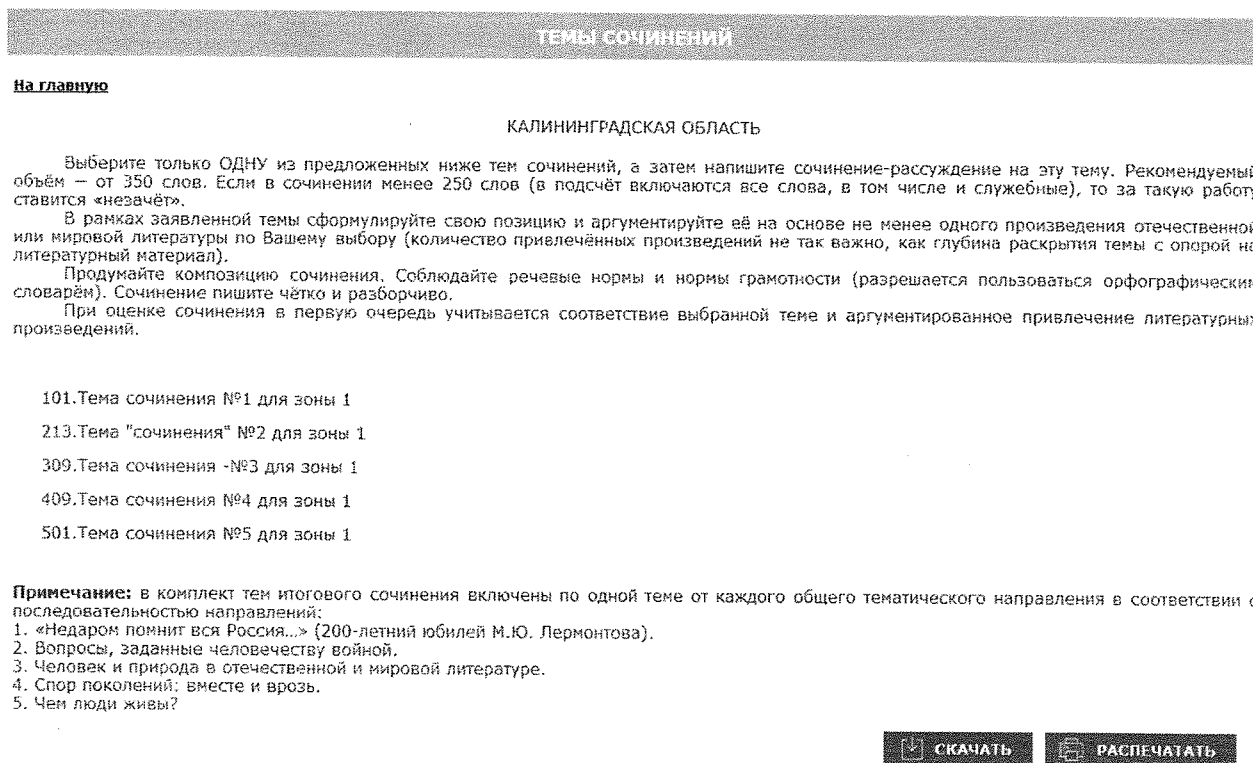 ТЕМЫ СОЧИНЕНИЙ
На главную
КАЛИНИНГРАДСКАЯ ОБЛАСТЬ
Выберите только ОДНУ из предложенных ниже тем сочинений, а затем напишите сочинение-рассуждение на эту тему. Рекомендуемый
объём — от 350 слов. Если в сочинении менее 250 слов (в подсчёт включаются все слова, в том числе и служебные), то за такую работу
ставится «незачёт».
В рамках заявленной темы сформулируйте свою позицию и аргументируйте её на основе не менее одного произведения отечественной
или мировой литературы по Вашему выбору (количество привлечённых произведений не так важно, как глубина раскрытия темы с опорой на
литературный материал).
Продумайте композицию сочинения. Соблюдайте речевые нормы и нормы грамотности (разрешается пользоваться орфографическим
словарём). Сочинение пишите чётко и разборчиво.
При оценке сочинения в первую очередь учитывается соответствие выбранной теме и аргументированное привлечение литературных
произведений.
101.Тема сочинения №1 для зоны 1
213.Тема "сочинения" №2 для зоны 1
309.Тема сочинения -№3 для зоны 1
409.Тема сочинения №4 для зоны 1
501.Тема сочинения №5 для зоны 1
Примечание: в комплект тем итогового сочинения включены по одной теме от каждого общего тематического направления в соответствии с
последовательностью направлений:
1. «Недаром помнит вся Россия...» (200-летний юбилей М.Ю. Лермонтова).
2. Вопросы, заданные человечеству войной.
3. Человек и природа в отечественной и мировой литературе.
4. Спор поколений: вместе и врозь.
5. Чем люди живы?
СКАЧАТЬ РАСПЕЧАТАТЬ